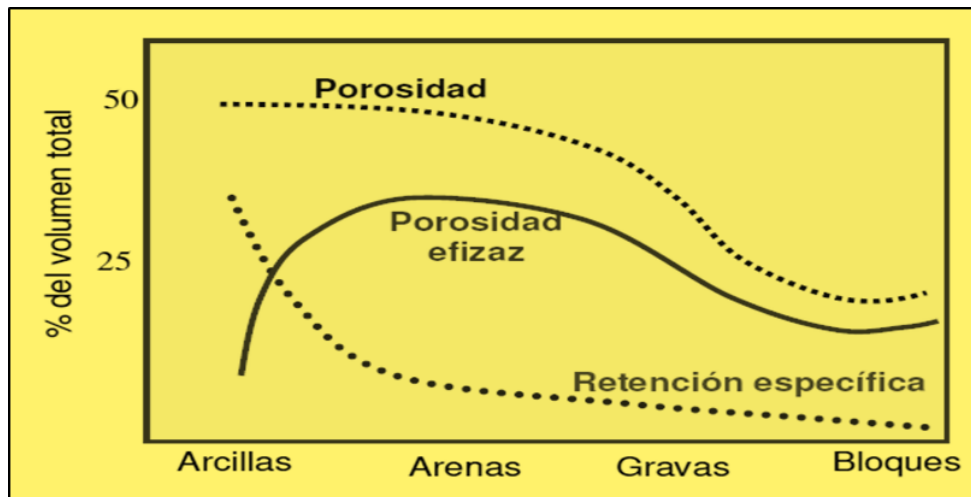 Porosidad
50
% del volumen total
Porosidad
efizaz
25
Retención específica
Arcillas
Arenas
Gravas
Bloques